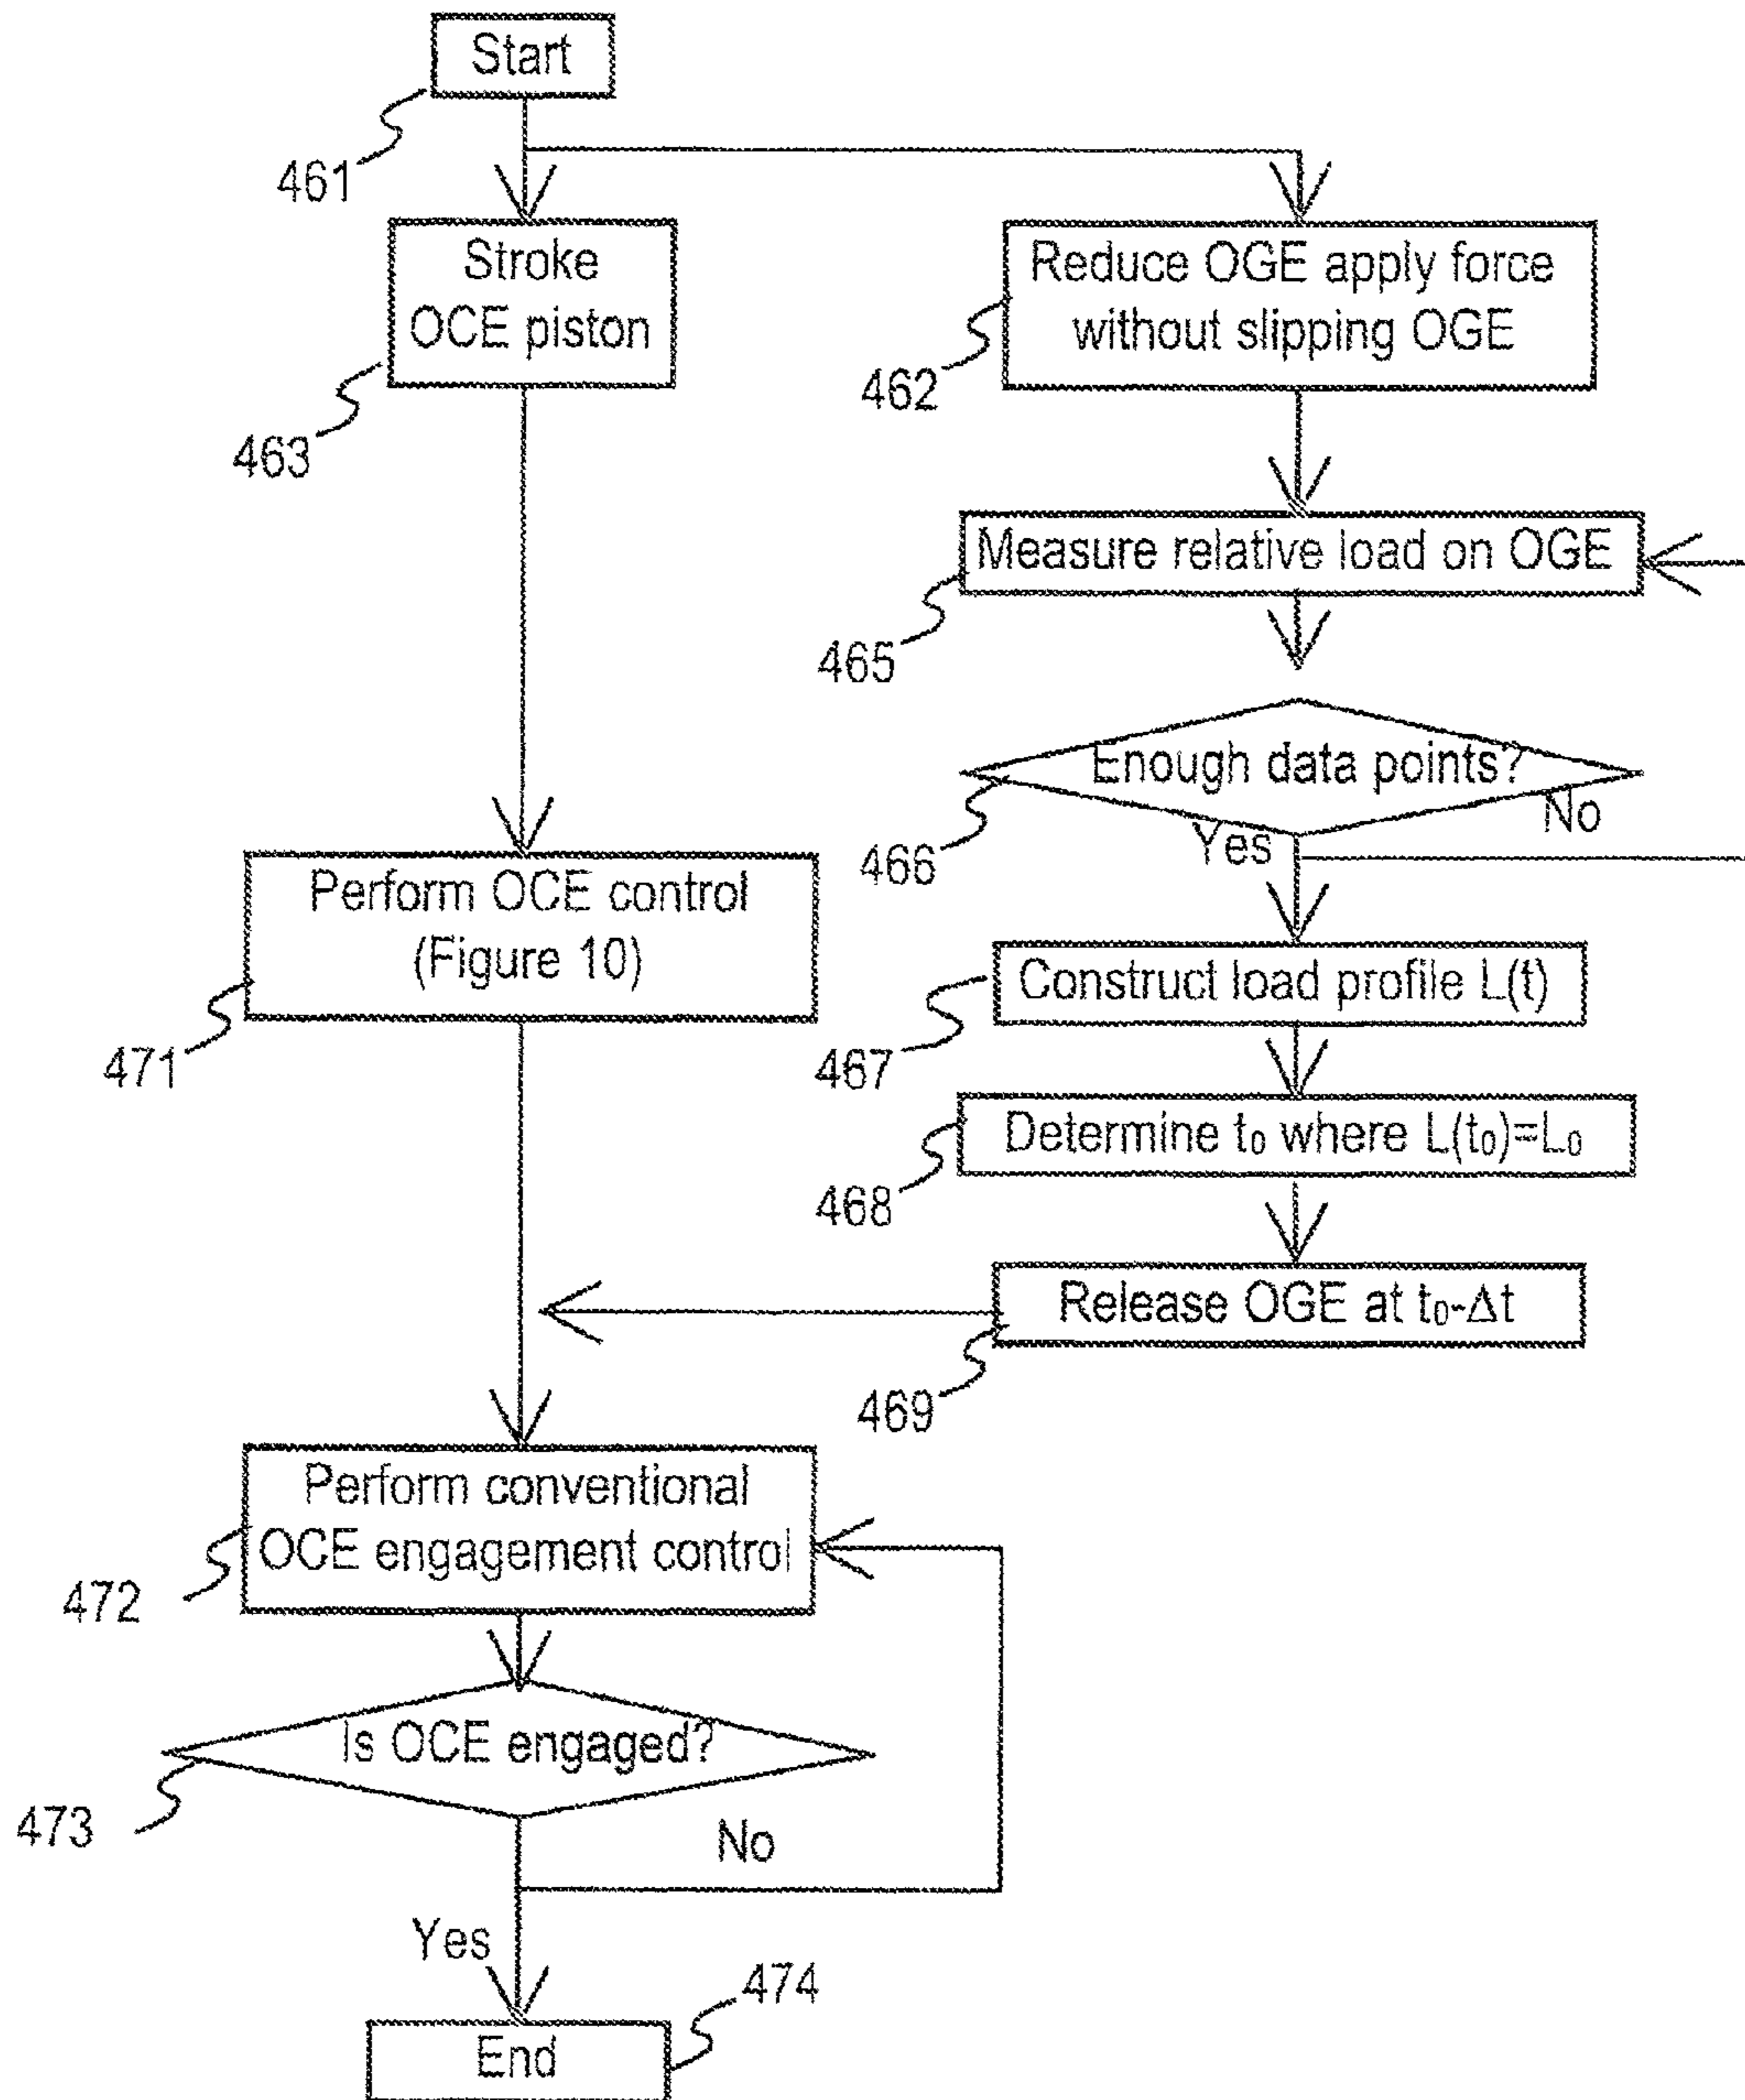 Start
461
Stroke
OCE piston
463
Reduce OGE apply force
without slipping OGE
462
Measure relative load on OGE
465
Enough data points?
466
No
Yes
Perform OCE control
(Figure 10)
471
Construct load profile L(t)
467
Determine t₀ where L(t₀)=L₀
468
Release OGE at t₀-Δt
469
Perform conventional
OCE engagement control
472
Is OCE engaged?
473
No
Yes
474
End